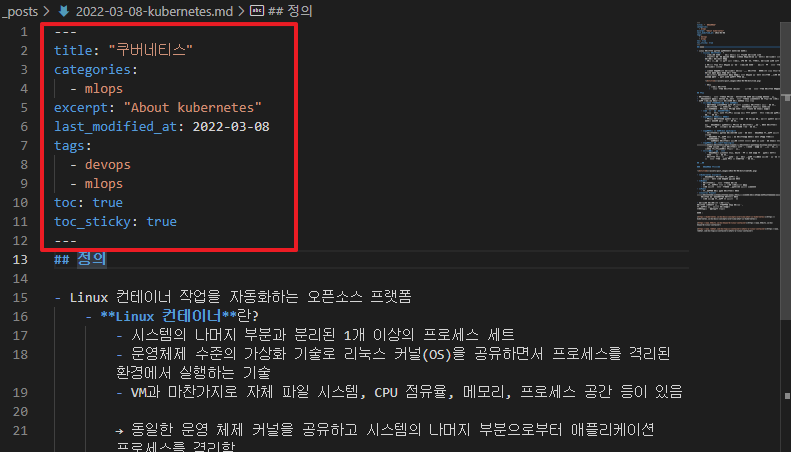 _posts > 2022-03-08-kubernetes.md > abc ## 정의
1 ---
2 title: "쿠버네티스"
3 categories:
4 - mlops
5 excerpt: "About kubernetes"
6 last_modified_at: 2022-03-08
7 tags:
8 - devops
9 - mlops
10 toc: true
11 toc_sticky: true
12 ---
13 ## 정의
14
15 - Linux 컨테이너 작업을 자동화하는 오픈소스 프랫폼
16 - **Linux 컨테이너**란?
17 - 시스템의 나머지 부분과 분리된 1개 이상의 프로세스 세트
18 - 운영체제 수준의 가상화 기술로 리눅스 커널(OS)을 공유하면서 프로세스를 격리된
환경에서 실행하는 기술
19 - VM과 마찬가지로 자체 파일 시스템, CPU 점유율, 메모리, 프로세스 공간 등이 있음
20
21 → 동일한 운영 체제 커널을 공유하고 시스템의 나머지 부분으로부터 애플리케이션
프로세스를 격리함